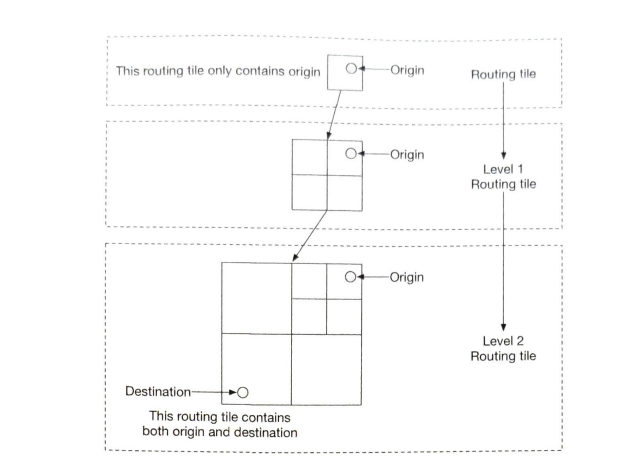 This routing tile only contains origin
Origin
Routing tile
Origin
Level 1
Routing tile
Origin
Level 2
Routing tile
Destination
This routing tile contains
both origin and destination